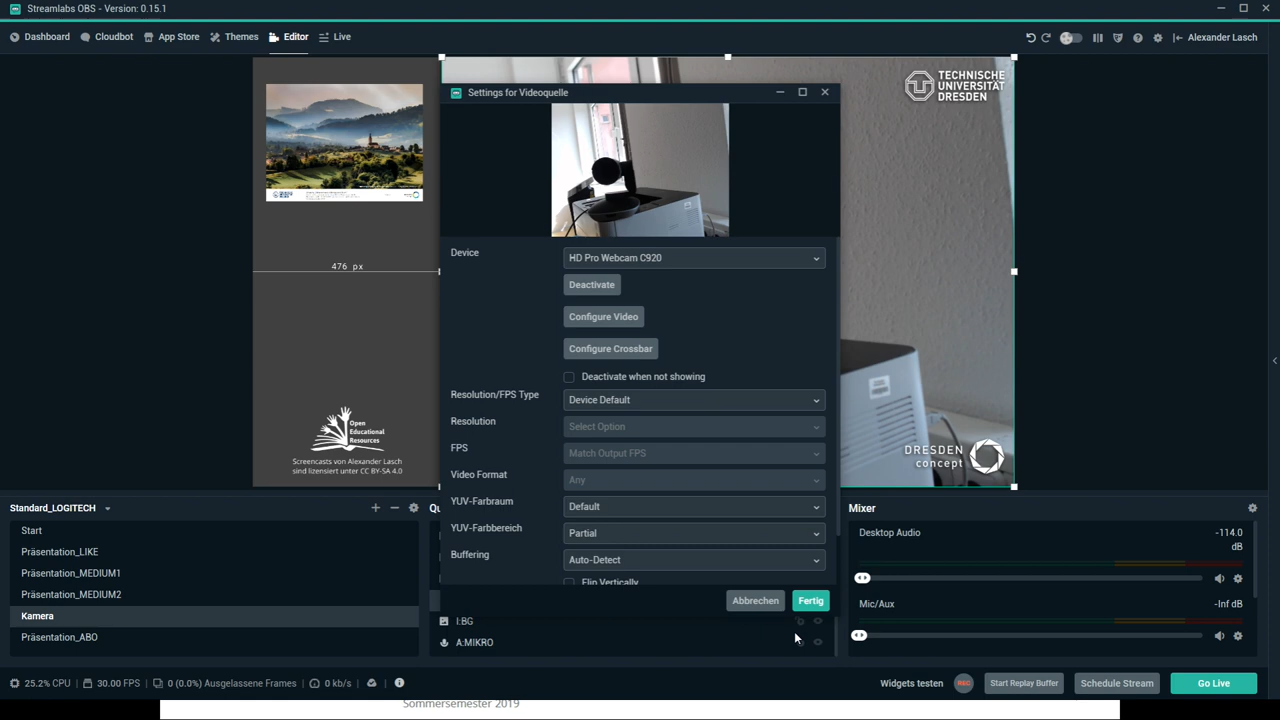 Streamlabs OBS - Version: 0.15.1
Dashboard Cloudbot App Store Themes Editor Live Alexander Lasch
TECHNISCHE
UNIVERSITÄT
DRESDEN
476 px
Open
Educational
Resources
Screencasts von Alexander Lasch
sind lizensiert unter CC BY-SA 4.0
Settings for Videoquelle
Device HD Pro Webcam C920
Deactivate
Configure Video
Configure Crossbar
Deactivate when not showing
Resolution/FPS Type Device Default
Resolution Select Option
FPS Match Output FPS
Video Format Any
YUV-Farbraum Default
YUV-Farbbereich Partial
Buffering Auto-Detect
Flip Vertically
Abbrechen Fertig
DRESDEN
concept
Standard_LOGITECH
Start
Präsentation_LIKE
Präsentation_MEDIUM1
Präsentation_MEDIUM2
Kamera
Präsentation_ABO
I:BG
A:MIKRO
Mixer
Desktop Audio -114.0
dB
Mic/Aux -Inf dB
25.2% CPU 30.00 FPS 0 (0.0%) Ausgelassene Frames 0 kb/s
Widgets testen REC Start Replay Buffer Schedule Stream Go Live
Sommersemester 2019